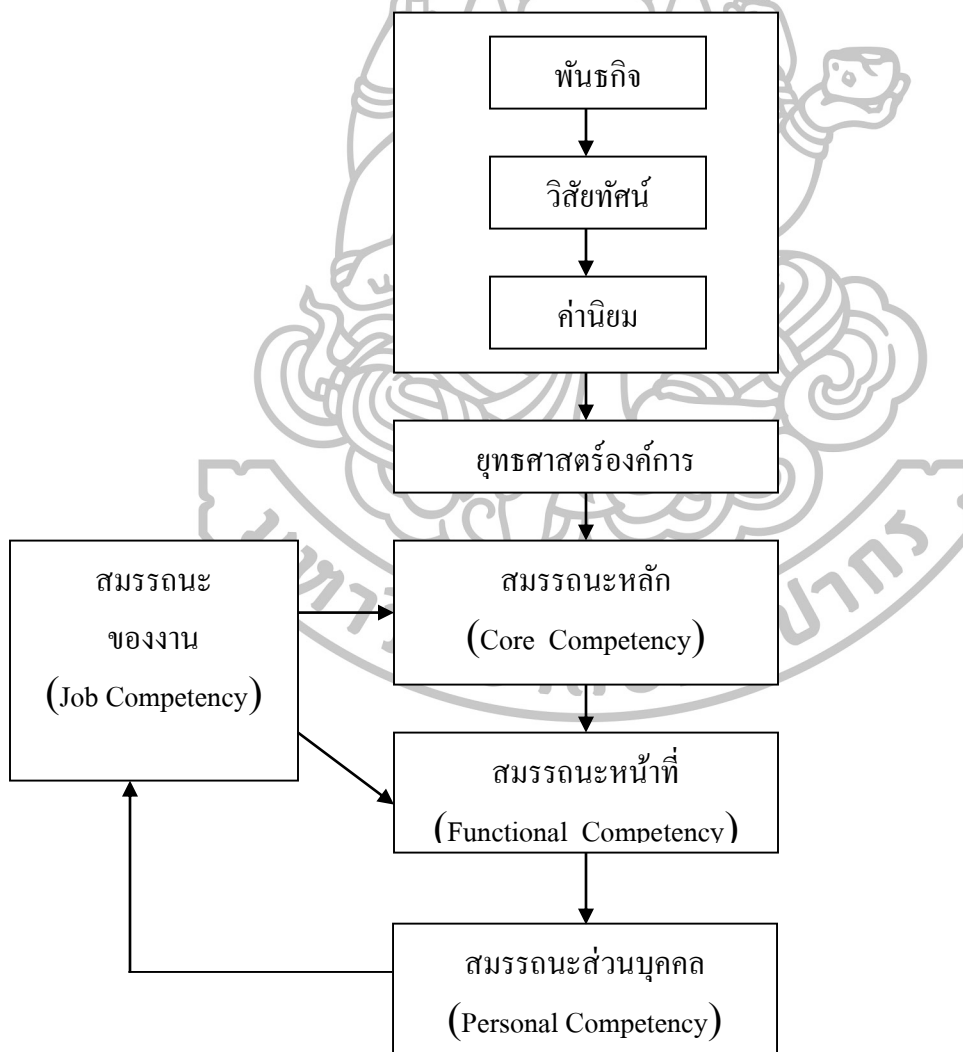 พันธกิจ
วิสัยทัศน์
ค่านิยม
ยุทธศาสตร์องค์การ
สมรรถนะ
ของงาน
(Job Competency)
สมรรถนะหลัก
(Core Competency)
สมรรถนะหน้าที่
(Functional Competency)
สมรรถนะส่วนบุคคล
(Personal Competency)